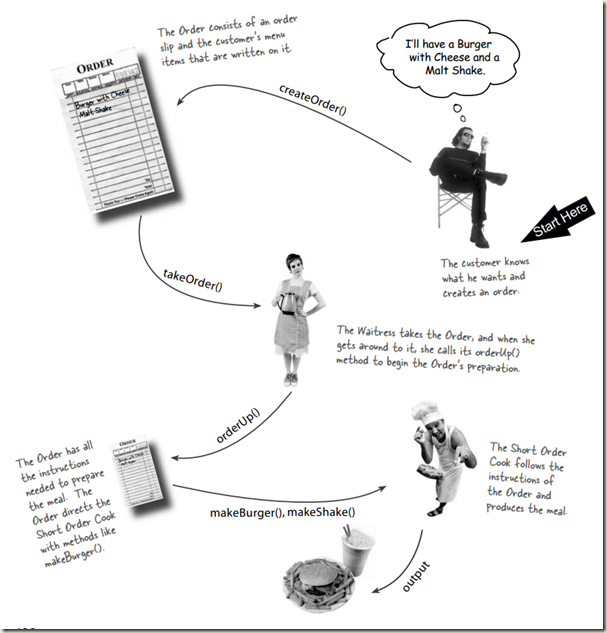 The Order consists of an order
slip and the customer's menu
items that are written on it.
I'll have a Burger
with Cheese and a
Malt Shake.
ORDER
Burger with Cheese
Malt Shake
createOrder()
Start Here
The customer knows
what he wants and
creates an order.
takeOrder()
The Waitress takes the Order, and when she
gets around to it, she calls its orderUp()
method to begin the Order's preparation.
orderUp()
The Order has all
the instructions
needed to prepare
the meal. The
Order directs the
Short Order Cook
with methods like
makeBurger().
ORDER
Burger with Cheese
Malt Shake
makeBurger(), makeShake()
The Short Order
Cook follows the
instructions of
the Order and
produces the meal.
output